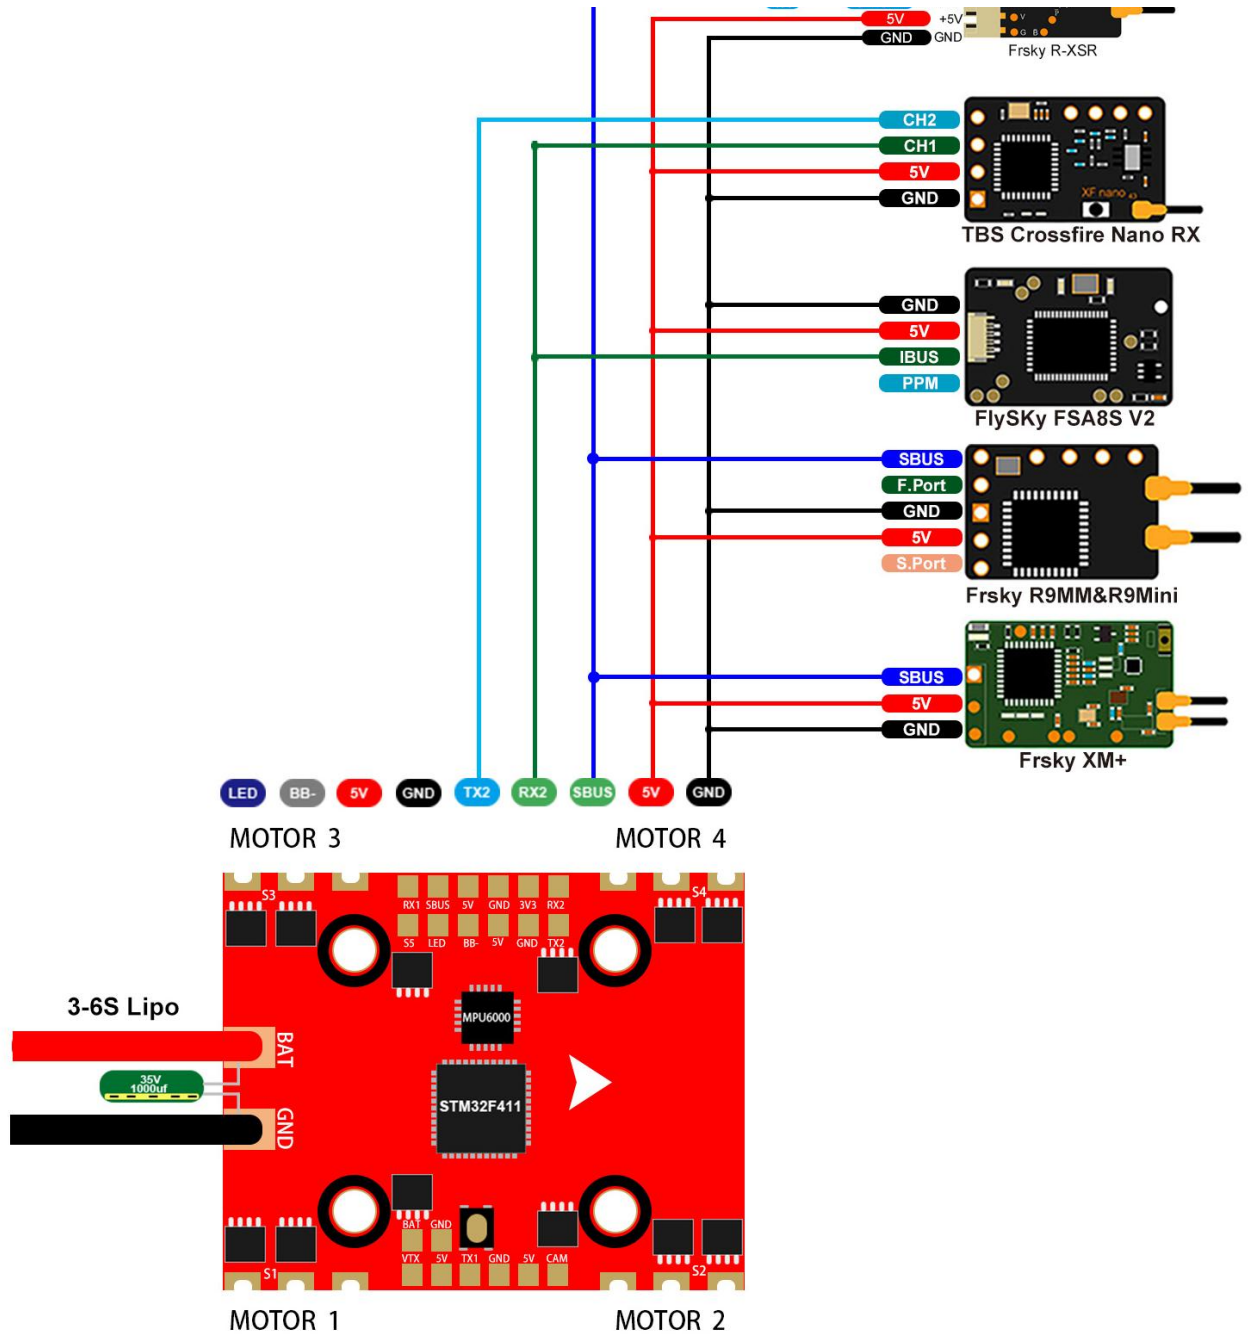 5V +5V
GND GND
V P
G B
Frsky R-XSR
CH2
CH1
5V
GND
XF nano
TBS Crossfire Nano RX
GND
5V
IBUS
PPM
FlySKy FSA8S V2
SBUS
F.Port
GND
5V
S.Port
Frsky R9MM&R9Mini
SBUS
5V
GND
Frsky XM+
LED BB- 5V GND TX2 RX2 SBUS 5V GND
MOTOR 3 MOTOR 4
S3 S4
RX1 SBUS 5V GND 3V3 RX2
S5 LED BB- 5V GND TX2
3-6S Lipo
MPU6000
BAT
35V
1000uf
STM32F411
GND
BAT GND
VTX 5V TX1 GND 5V CAM
S1 S2
MOTOR 1 MOTOR 2